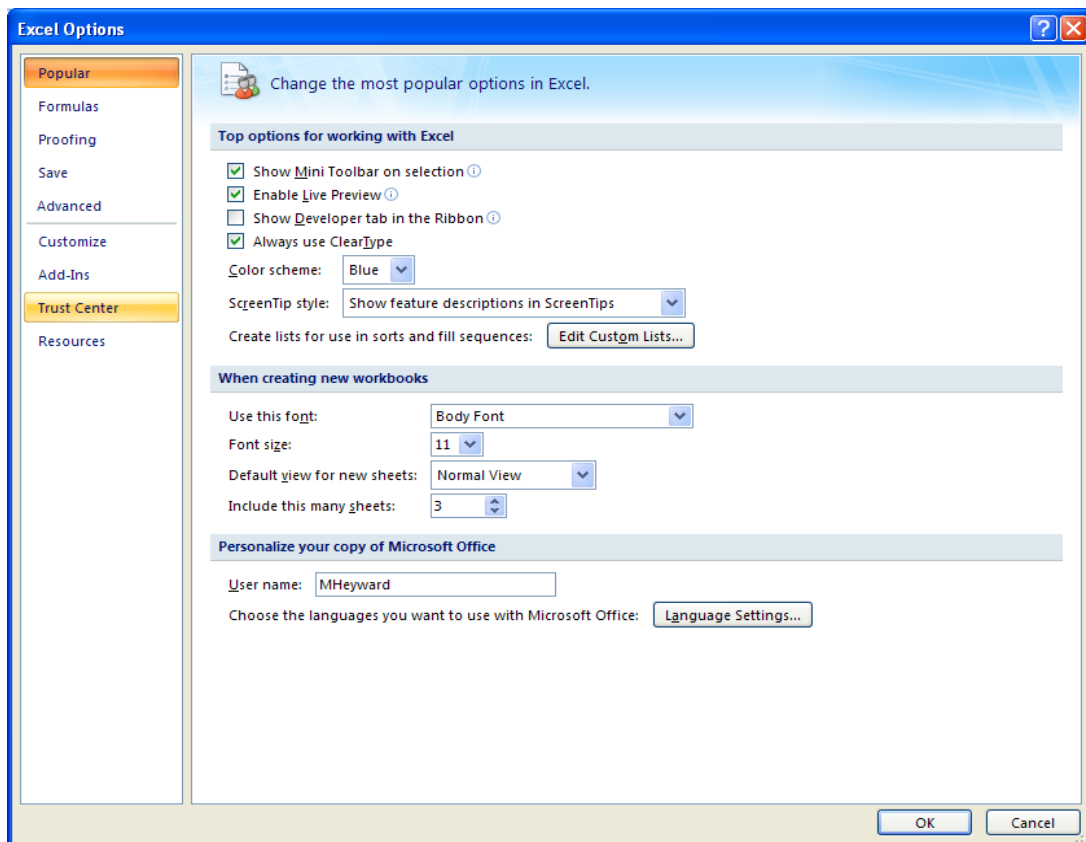 Excel Options
Popular
Formulas
Proofing
Save
Advanced
Customize
Add-Ins
Trust Center
Resources
Change the most popular options in Excel.
Top options for working with Excel
Show Mini Toolbar on selection
Enable Live Preview
Show Developer tab in the Ribbon
Always use ClearType
Color scheme: Blue
ScreenTip style: Show feature descriptions in ScreenTips
Create lists for use in sorts and fill sequences: Edit Custom Lists...
When creating new workbooks
Use this font: Body Font
Font size: 11
Default view for new sheets: Normal View
Include this many sheets: 3
Personalize your copy of Microsoft Office
User name: MHeyward
Choose the languages you want to use with Microsoft Office: Language Settings...
OK Cancel